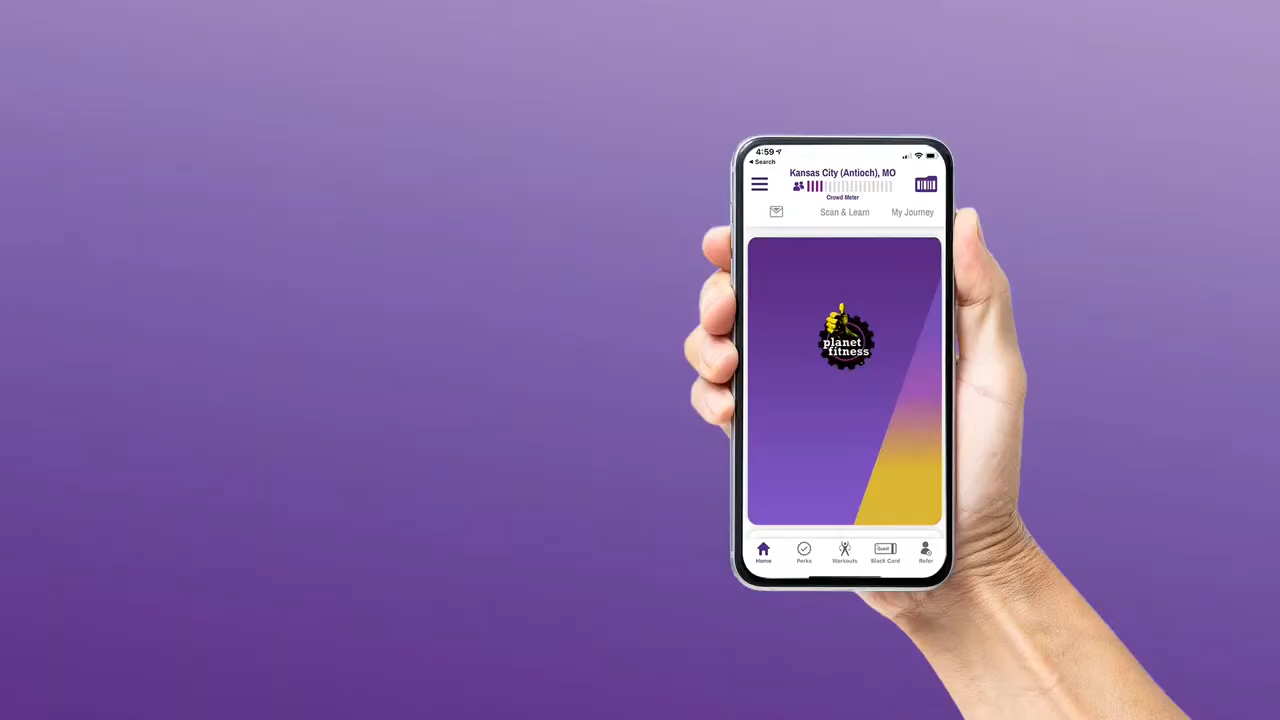 4:59
Search
Kansas City (Antioch), MO
Crowd Meter
Scan & Learn
My Journey
planet
fitness
Home
Perks
Workouts
Guest
Black Card
Refer